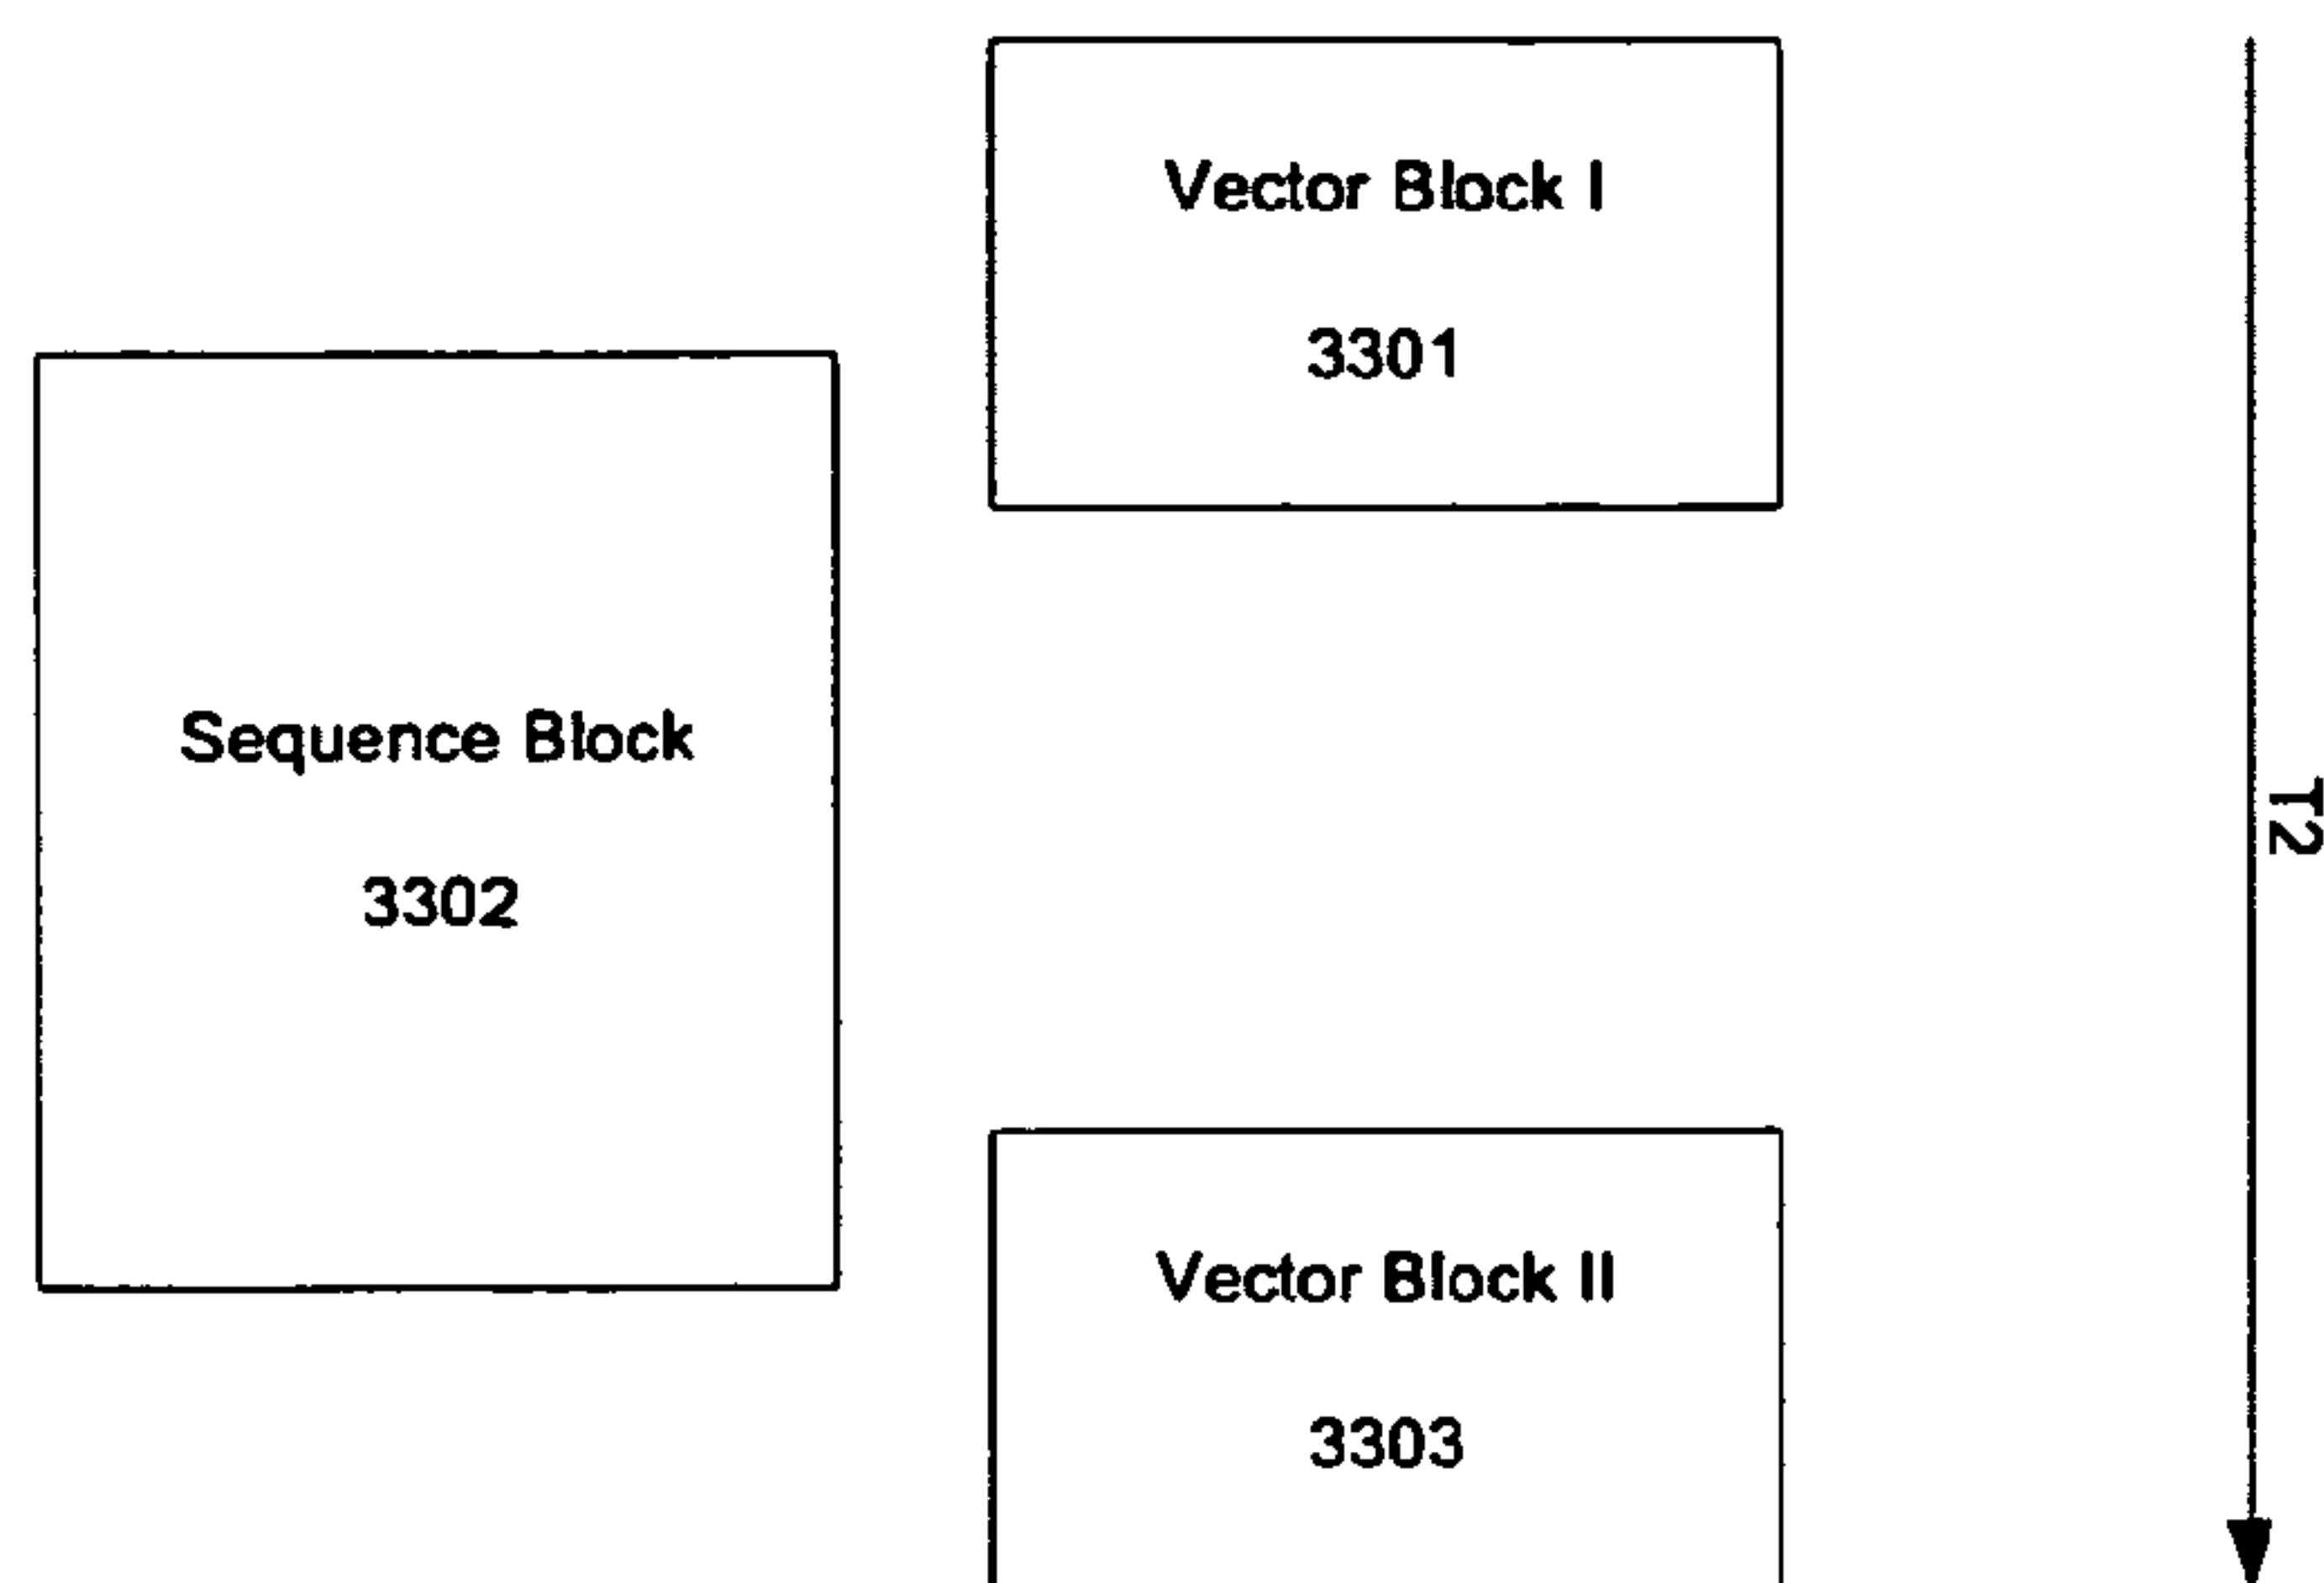 Vector Block I
3301
Sequence Block
3302
T2
Vector Block II
3303